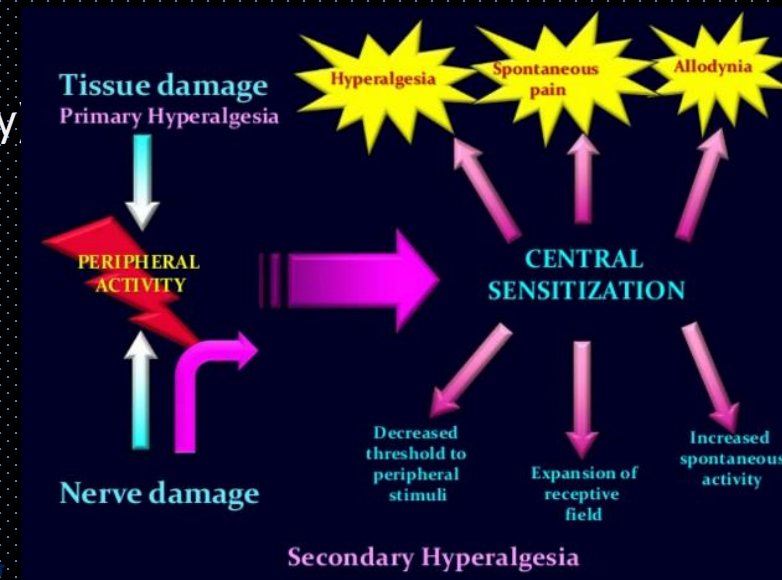 Tissue damage
Primary Hyperalgesia
Hyperalgesia
Spontaneous
pain
Allodynia
y
PERIPHERAL
ACTIVITY
CENTRAL
SENSITIZATION
Decreased
threshold to
peripheral
stimuli
Expansion of
receptive
field
Increased
spontaneous
activity
Nerve damage
Secondary Hyperalgesia